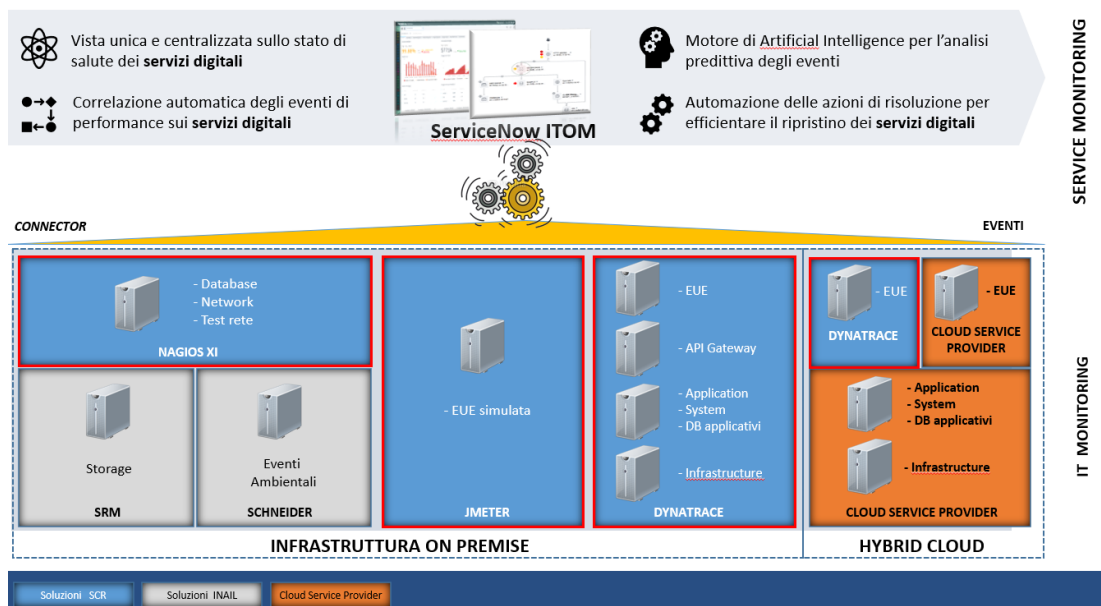 Vista unica e centralizzata sullo stato di
salute dei servizi digitali
Correlazione automatica degli eventi di
performance sui servizi digitali
ServiceNow ITOM
Motore di Artificial Intelligence per l'analisi
predittiva degli eventi
Automazione delle azioni di risoluzione per
efficientare il ripristino dei servizi digitali
SERVICE MONITORING
CONNECTOR
EVENTI
- Database
- Network
- Test rete
NAGIOS XI
Storage
SRM
Eventi
Ambientali
SCHNEIDER
- EUE simulata
JMETER
- EUE
- API Gateway
- Application
- System
- DB applicativi
- Infrastructure
DYNATRACE
- EUE
DYNATRACE
- EUE
CLOUD SERVICE
PROVIDER
- Application
- System
- DB applicativi
- Infrastructure
CLOUD SERVICE PROVIDER
IT MONITORING
INFRASTRUTTURA ON PREMISE
HYBRID CLOUD
Soluzioni SCR
Soluzioni INAIL
Cloud Service Provider